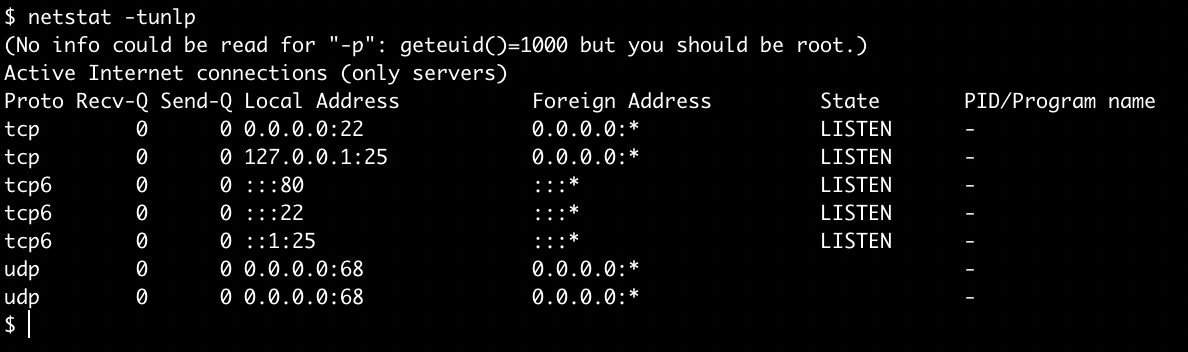 $ netstat -tunlp
(No info could be read for "-p": geteuid()=1000 but you should be root.)
Active Internet connections (only servers)
Proto Recv-Q Send-Q Local Address           Foreign Address         State       PID/Program name
tcp        0      0 0.0.0.0:22              0.0.0.0:*               LISTEN      -
tcp        0      0 127.0.0.1:25            0.0.0.0:*               LISTEN      -
tcp6       0      0 :::80                   :::*                    LISTEN      -
tcp6       0      0 :::22                   :::*                    LISTEN      -
tcp6       0      0 ::1:25                  :::*                    LISTEN      -
udp        0      0 0.0.0.0:68              0.0.0.0:*                           -
udp        0      0 0.0.0.0:68              0.0.0.0:*                           -
$